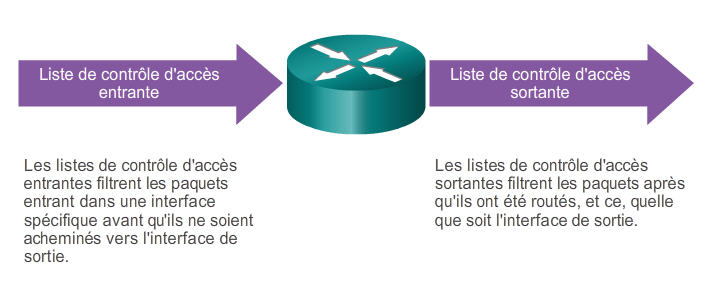 Liste de contrôle d'accès
entrante
Liste de contrôle d'accès
sortante
Les listes de contrôle d'accès
entrantes filtrent les paquets
entrant dans une interface
spécifique avant qu'ils ne soient
acheminés vers l'interface de
sortie.
Les listes de contrôle d'accès
sortantes filtrent les paquets après
qu'ils ont été routés, et ce, quelle
que soit l'interface de sortie.